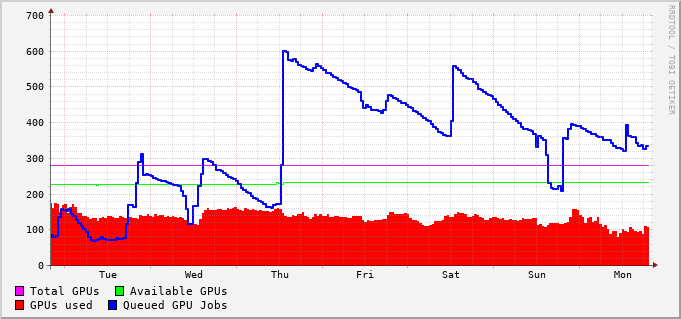 700
600
500
400
300
200
100
0
Tue Wed Thu Fri Sat Sun Mon
Total GPUs Available GPUs
GPUs used Queued GPU Jobs
RRDTOOL / TOBI OETIKER